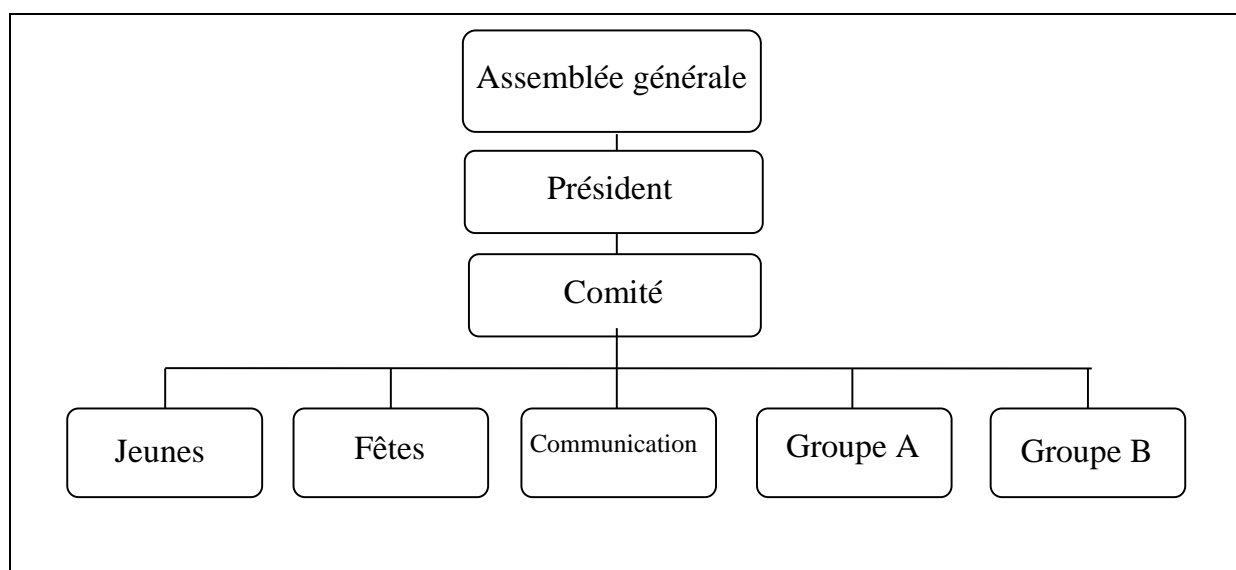 Assemblée générale
Président
Comité
Jeunes
Fêtes
Communication
Groupe A
Groupe B